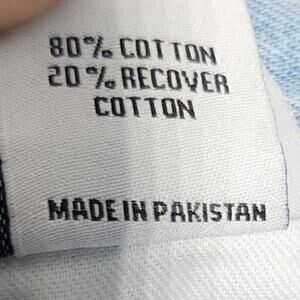 80% COTTON
20% RECOVER
COTTON
MADE IN PAKISTAN